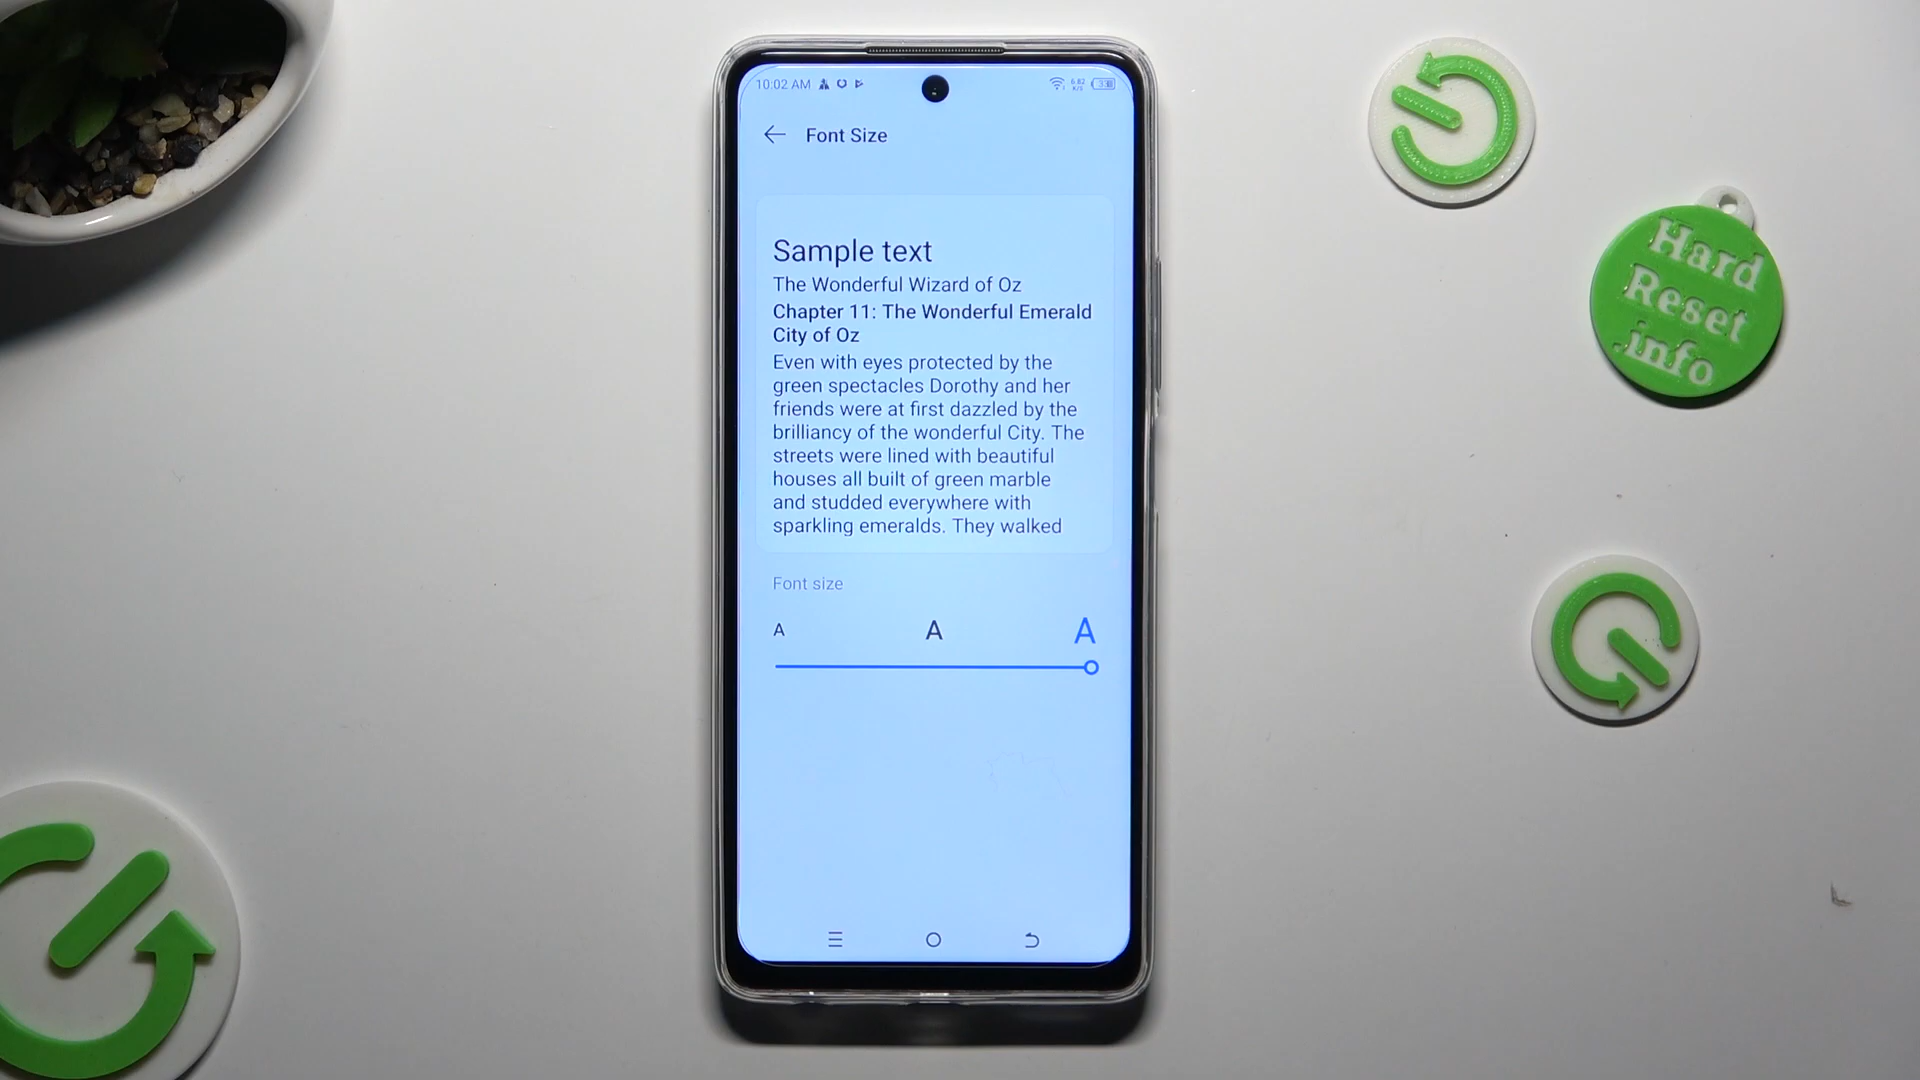 10:02 AM
Font Size
Sample text
The Wonderful Wizard of Oz
Chapter 11: The Wonderful Emerald
City of Oz
Even with eyes protected by the
green spectacles Dorothy and her
friends were at first dazzled by the
brilliancy of the wonderful City. The
streets were lined with beautiful
houses all built of green marble
and studded everywhere with
sparkling emeralds. They walked
Font size
A A A
Hard
Reset
.info